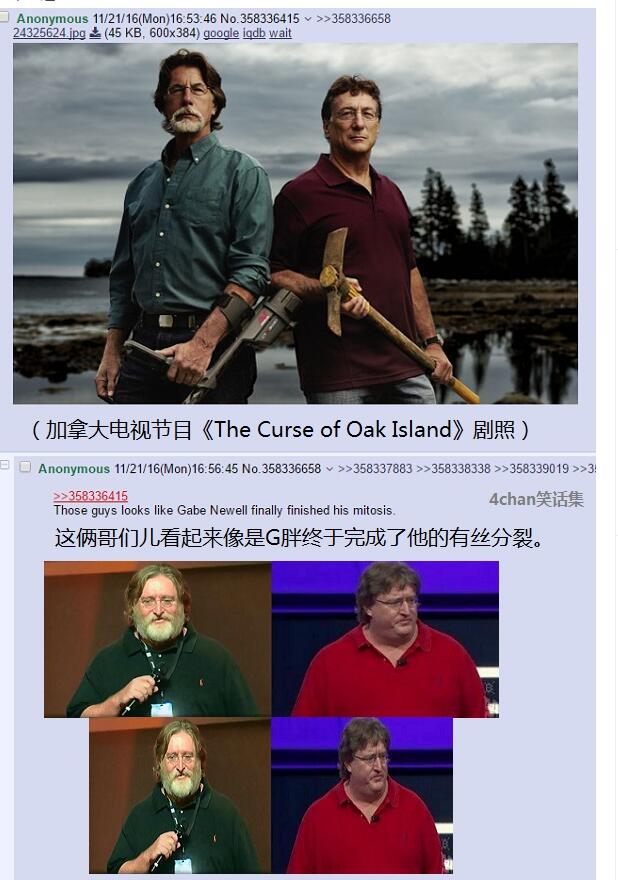 Anonymous 11/21/16(Mon)16:53:46 No.358336415 >>358336658
24325624.jpg (45 KB, 600x384) google iqdb wait
（加拿大电视节目《The Curse of Oak Island》剧照）
Anonymous 11/21/16(Mon)16:56:45 No.358336658 >>358337883 >>358338338 >>358339019 >>35
>>358336415
4chan笑话集
Those guys looks like Gabe Newell finally finished his mitosis.
这俩哥们儿看起来像是G胖终于完成了他的有丝分裂。